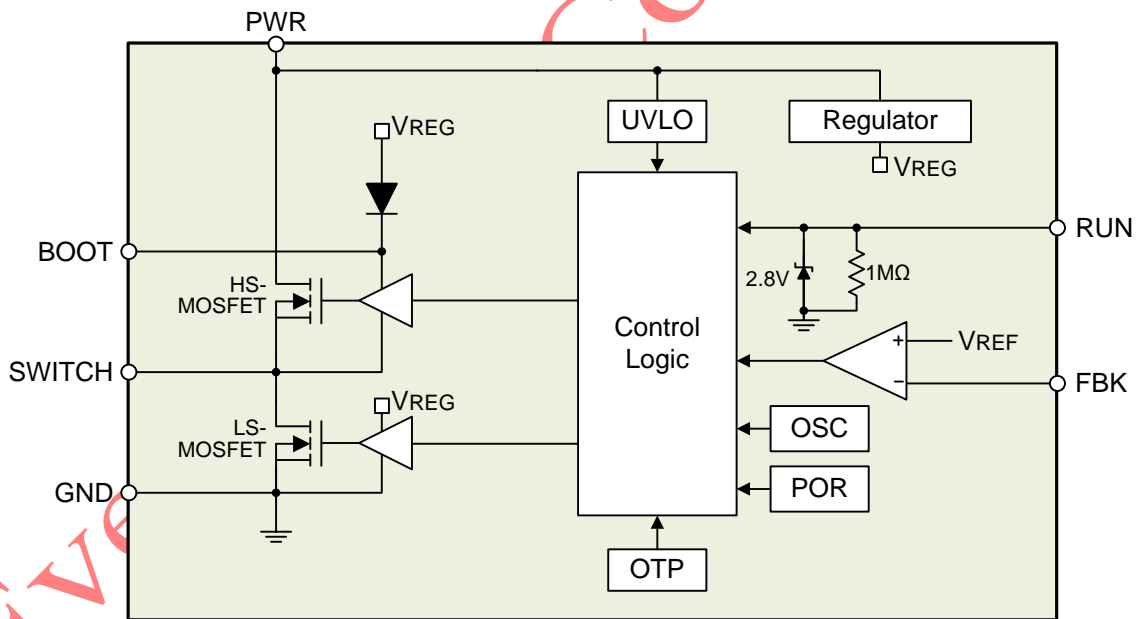 PWR
UVLO
Regulator
VREG
VREG
BOOT
RUN
HS-
MOSFET
2.8V
1MΩ
Control
Logic
VREF
SWITCH
FBK
VREG
LS-
MOSFET
OSC
GND
POR
OTP